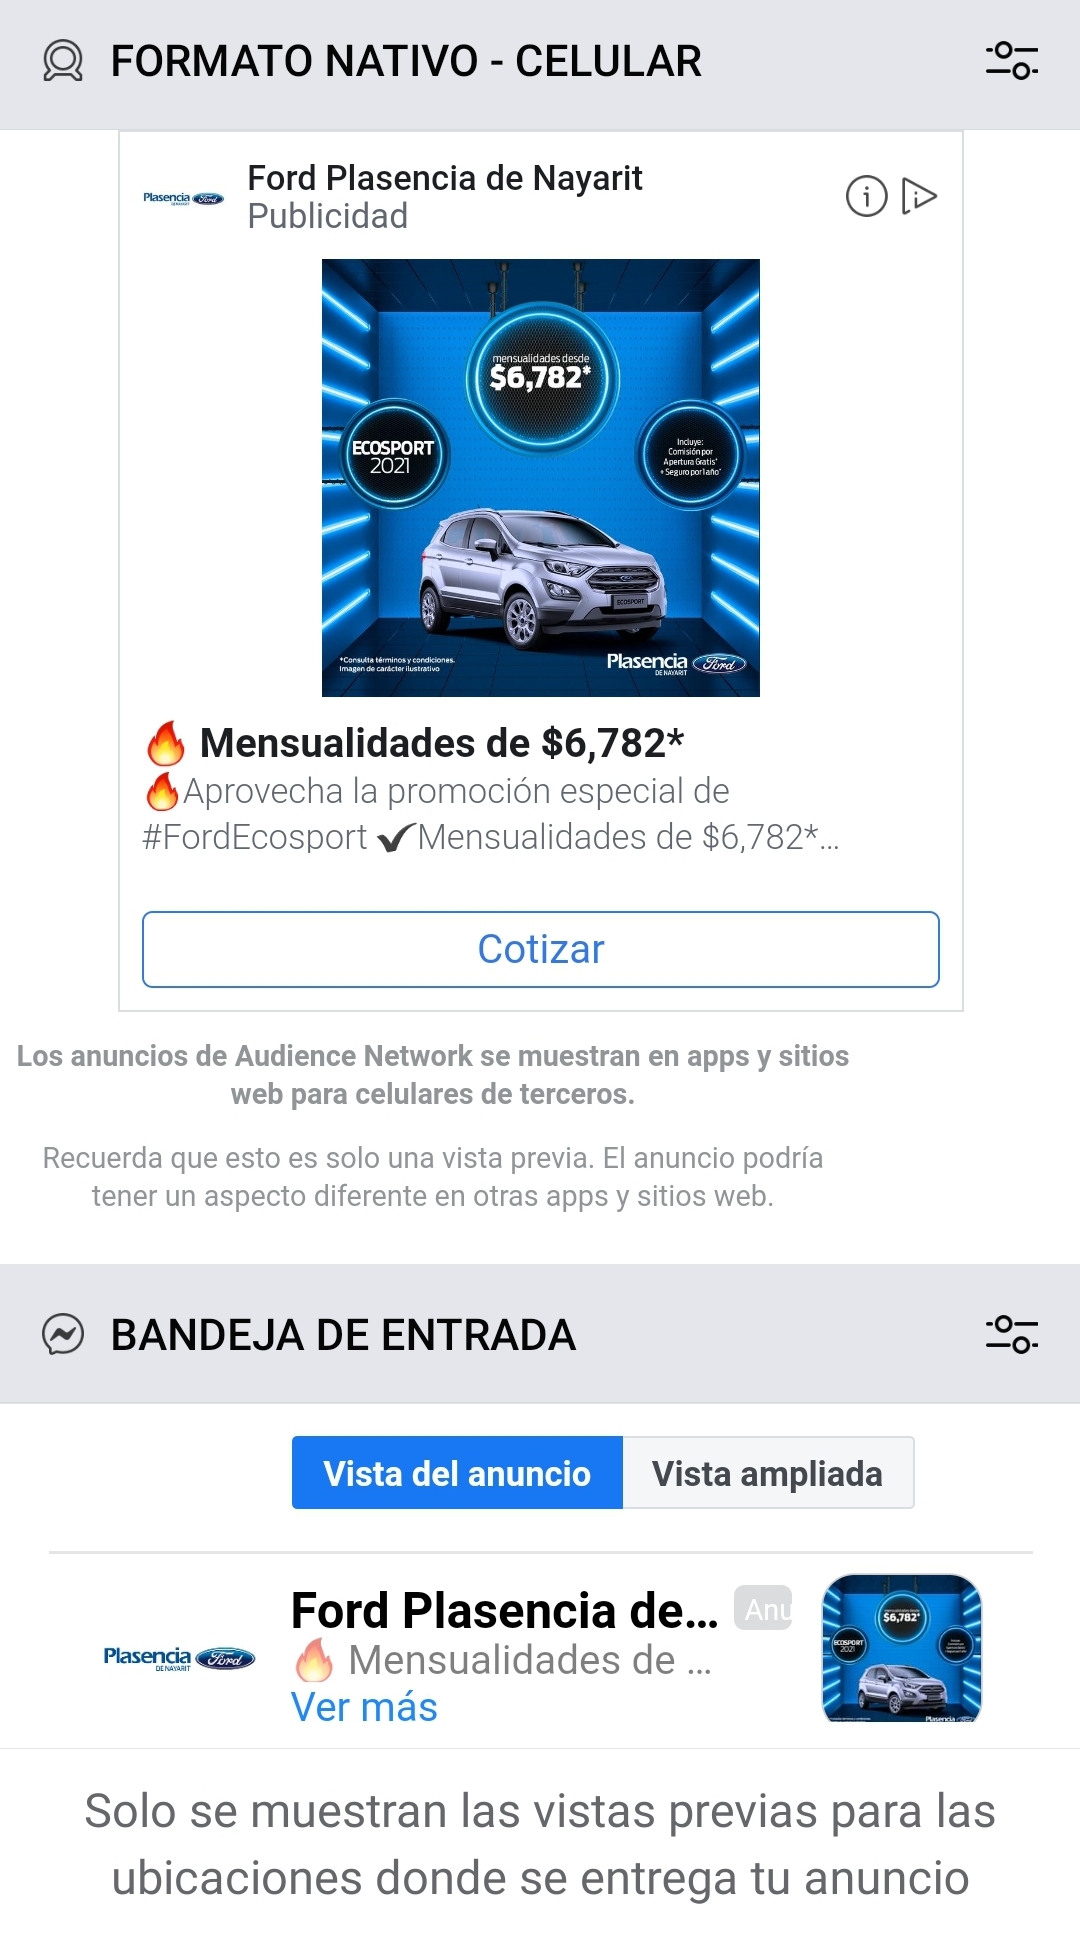 FORMATO NATIVO - CELULAR
Ford Plasencia de Nayarit
Publicidad
Plasencia Ford
DE NAYARIT
mensualidades desde
$6,782*
ECOSPORT
2021
Incluye:
Comisión por
Apertura Gratis*
+ Seguro por 1 año*
ECOSPORT
*Consulta términos y condiciones.
Imagen de carácter ilustrativo
Plasencia Ford
DE NAYARIT
🔥 Mensualidades de $6,782*
🔥Aprovecha la promoción especial de
#FordEcosport ✔Mensualidades de $6,782*...
Cotizar
Los anuncios de Audience Network se muestran en apps y sitios
web para celulares de terceros.
Recuerda que esto es solo una vista previa. El anuncio podría
tener un aspecto diferente en otras apps y sitios web.
BANDEJA DE ENTRADA
Vista del anuncio
Vista ampliada
Ford Plasencia de... Anu
Plasencia Ford
DE NAYARIT
🔥 Mensualidades de ...
Ver más
$6,782*
ECOSPORT
2021
Plasencia
Solo se muestran las vistas previas para las
ubicaciones donde se entrega tu anuncio